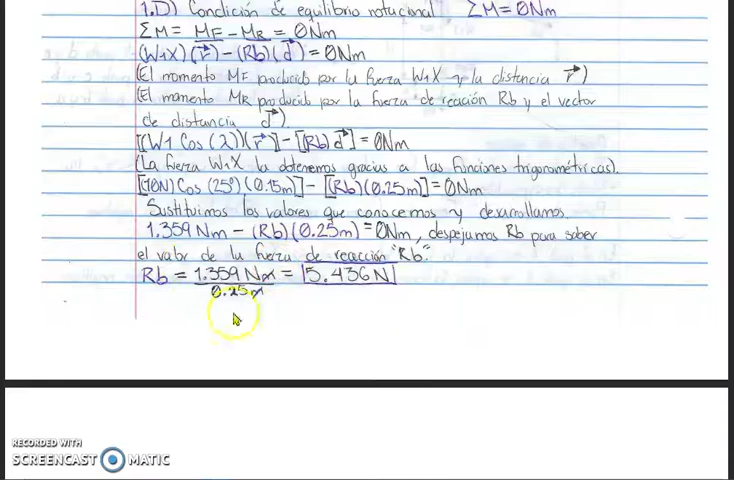 1.D) Condición de equilibrio rotacional ΣM=0Nm
ΣM = MF - MR = 0Nm
(W1X)(r⃗) - (Rb)(d⃗) = 0Nm
(El momento MF producido por la fuerza W1X y la distancia r⃗)
(El momento MR producido por la fuerza de reación Rb y el vector
de distancia d⃗).
[(W1 Cos(λ))(r⃗)] - [(Rb)d⃗] = 0Nm
(La fuerza W1X la obtenemos gracias a las funciones trigonométricas).
[(10N)Cos(25°)(0.15m)] - [(Rb)(0.25m)] = 0Nm
Sustituimos los valores que conocemos y desarrollamos.
1.359 Nm - (Rb)(0.25m) = 0Nm, despejamos Rb para saber
el valor de la fuerza de reacción "Rb".
Rb = 1.359 Nm = 5.436 N
0.25m
RECORDED WITH
SCREENCAST MATIC